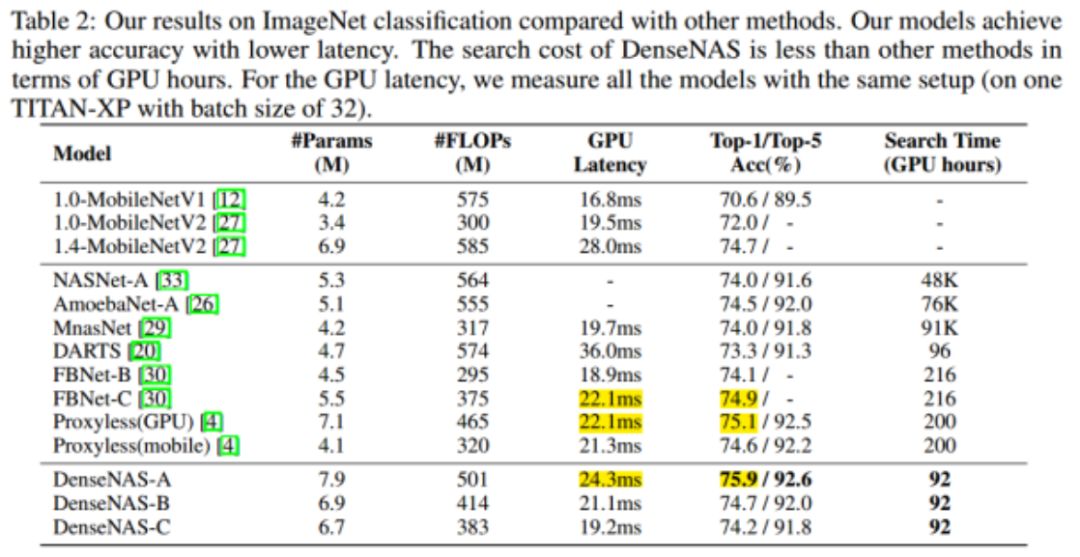 Table 2: Our results on ImageNet classification compared with other methods. Our models achieve
higher accuracy with lower latency. The search cost of DenseNAS is less than other methods in
terms of GPU hours. For the GPU latency, we measure all the models with the same setup (on one
TITAN-XP with batch size of 32).
Model #Params (M) #FLOPs (M) GPU Latency Top-1/Top-5 Acc(%) Search Time (GPU hours)
1.0-MobileNetV1 [12] 4.2 575 16.8ms 70.6 / 89.5 -
1.0-MobileNetV2 [27] 3.4 300 19.5ms 72.0 / - -
1.4-MobileNetV2 [27] 6.9 585 28.0ms 74.7 / - -
NASNet-A [33] 5.3 564 - 74.0 / 91.6 48K
AmoebaNet-A [26] 5.1 555 - 74.5 / 92.0 76K
MnasNet [29] 4.2 317 19.7ms 74.0 / 91.8 91K
DARTS [20] 4.7 574 36.0ms 73.3 / 91.3 96
FBNet-B [30] 4.5 295 18.9ms 74.1 / - 216
FBNet-C [30] 5.5 375 22.1ms 74.9 / - 216
Proxyless(GPU) [4] 7.1 465 22.1ms 75.1 / 92.5 200
Proxyless(mobile) [4] 4.1 320 21.3ms 74.6 / 92.2 200
DenseNAS-A 7.9 501 24.3ms 75.9 / 92.6 92
DenseNAS-B 6.9 414 21.1ms 74.7 / 92.0 92
DenseNAS-C 6.7 383 19.2ms 74.2 / 91.8 92